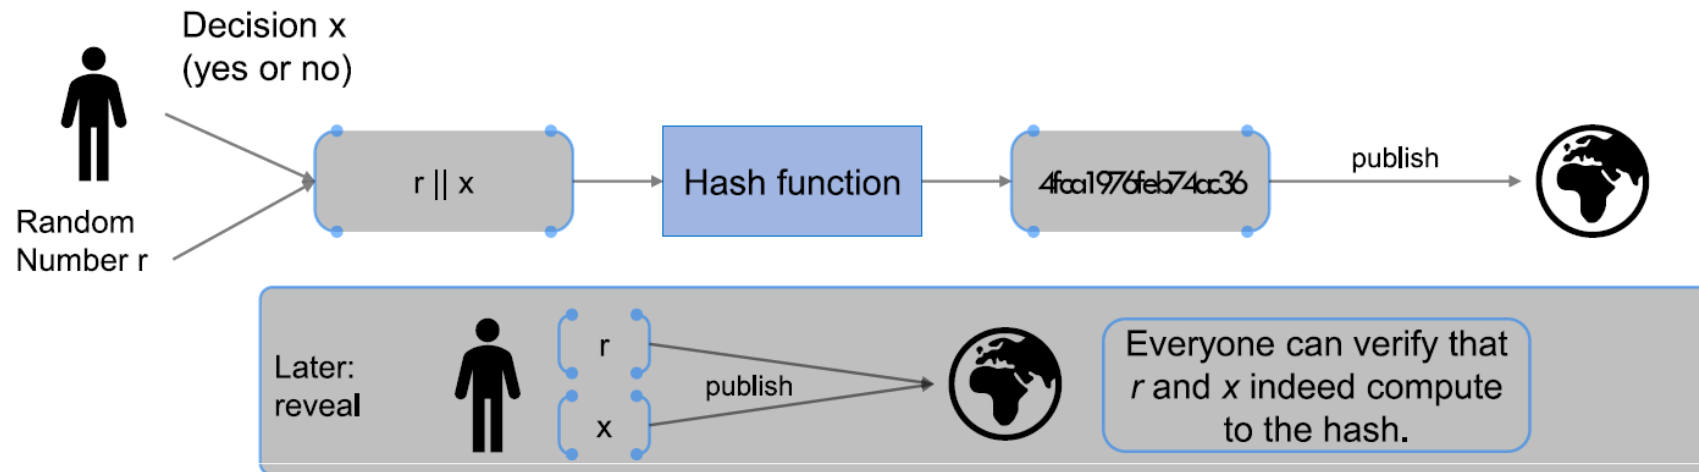 Decision x
(yes or no)
Random
Number r
r || x
Hash function
4fca1976feb74ac36
publish
Later:
reveal
r
x
publish
Everyone can verify that
r and x indeed compute
to the hash.